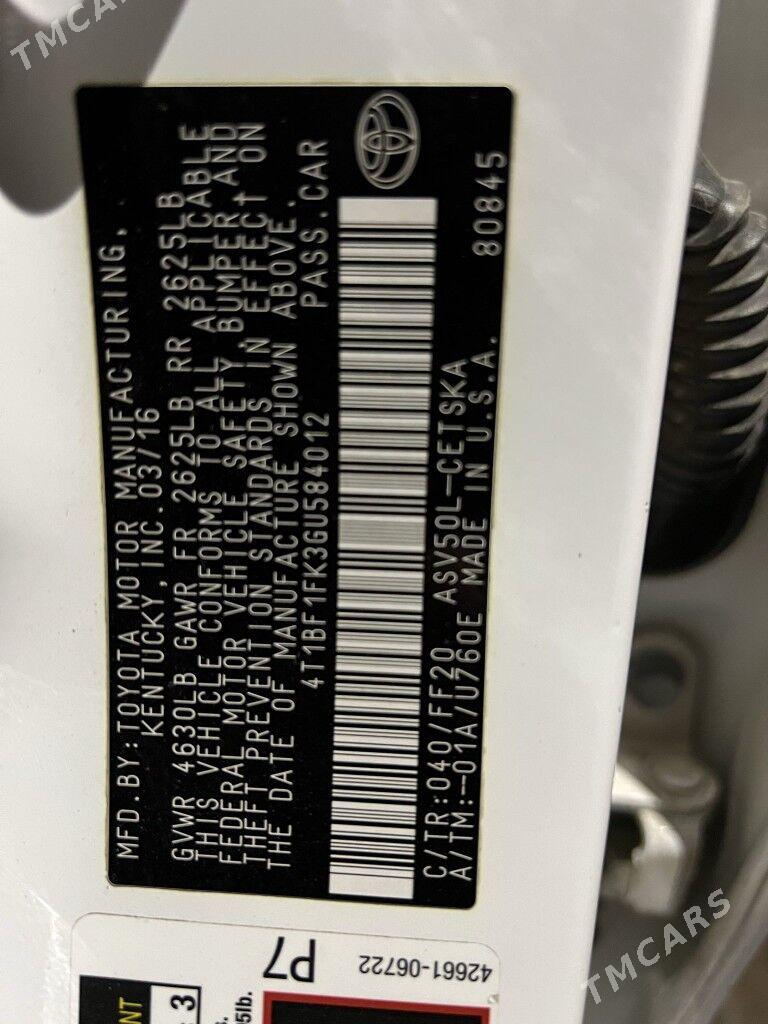 TMCARS
MFD.BY:TOYOTA MOTOR MANUFACTURING,
KENTUCKY,INC.03/16
GVWR 4630LB GAWR FR 2625LB RR 2625LB
THIS VEHICLE CONFORMS TO ALL APPLICABLE
FEDERAL MOTOR VEHICLE SAFETY,BUMPER,AND
THEFT PREVENTION STANDARDS IN EFFECT ON
THE DATE OF MANUFACTURE SHOWN ABOVE.
4T1BF1FK3GU584012 PASS.CAR
C/TR:040/FF20 ASV50L-CETSKA 80845
A/TM:-01A/U760E MADE IN U.S.A.
P7
42661-06722
3
5lb.
TMCARS